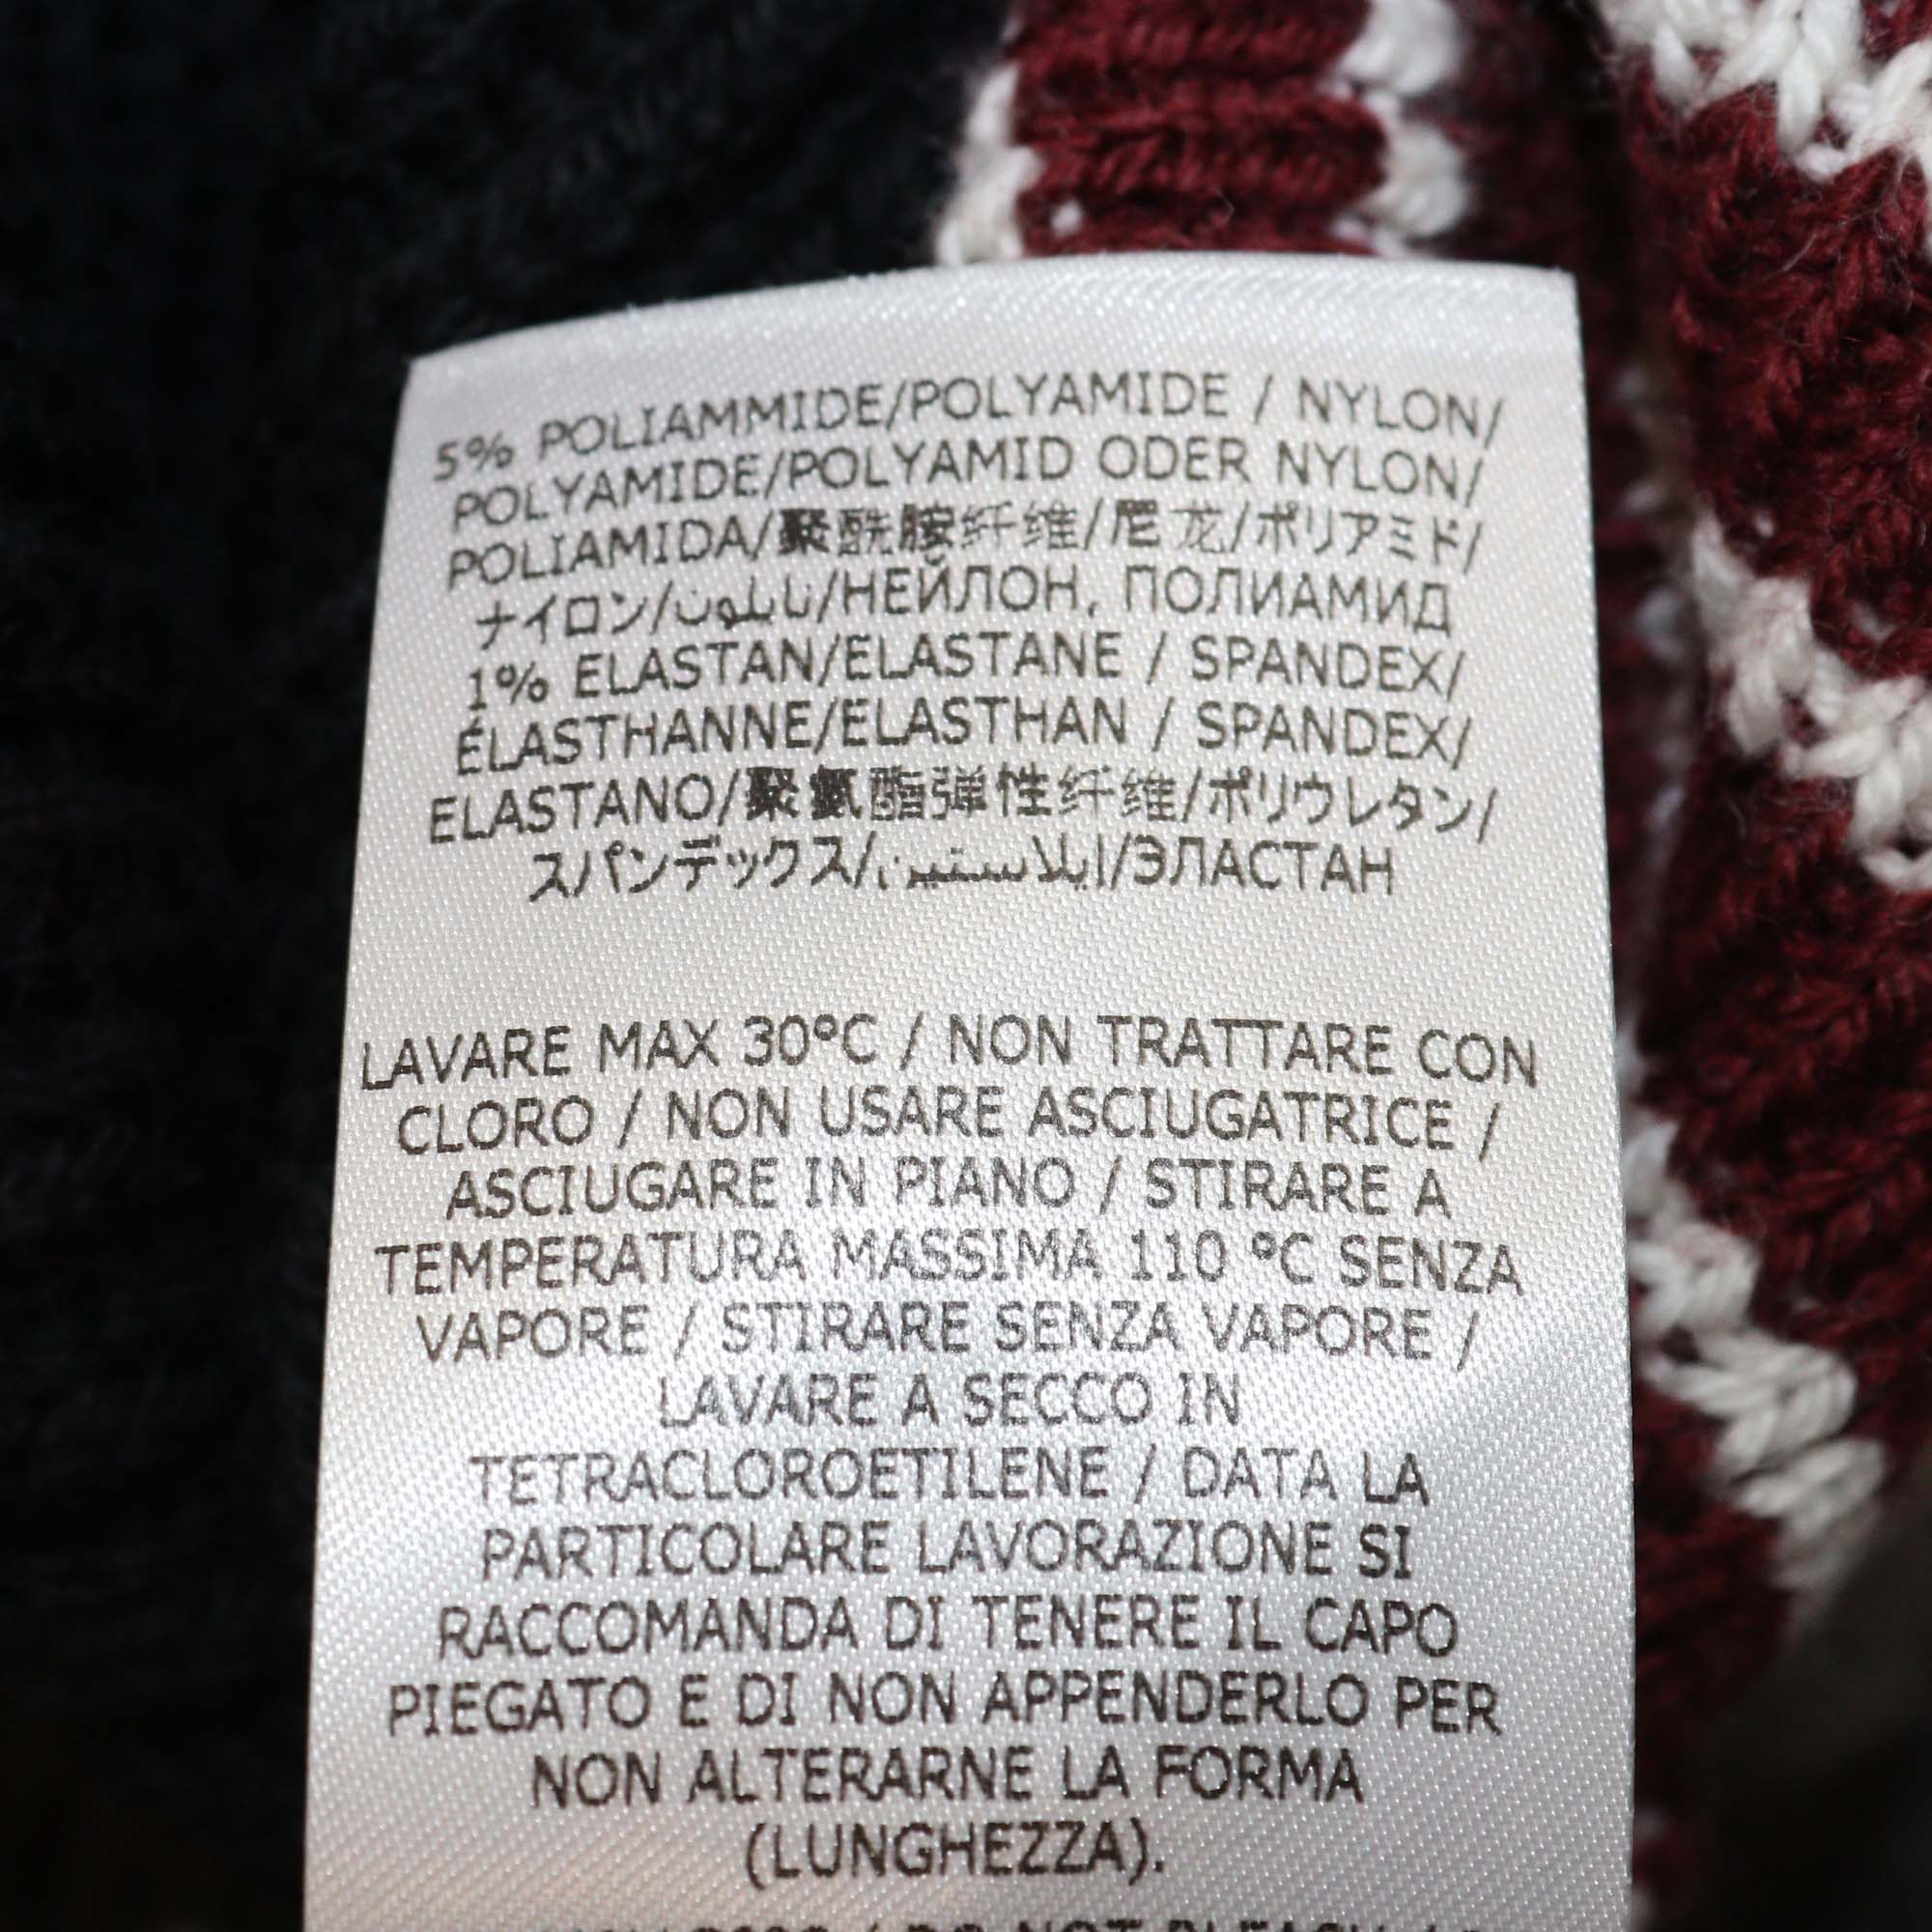 5% POLIAMMIDE/POLYAMIDE / NYLON/
POLYAMIDE/POLYAMID ODER NYLON/
POLIAMIDA/聚酰胺纤维/尼龙/ポリアミド/
ナイロン/نايلون/НЕЙЛОН, ПОЛИАМИД
1% ELASTAN/ELASTANE / SPANDEX/
ÉLASTHANNE/ELASTHAN / SPANDEX/
ELASTANO/聚氨酯弹性纤维/ポリウレタン/
スパンデックス/ايلاستين/ЭЛАСТАН
LAVARE MAX 30°C / NON TRATTARE CON
CLORO / NON USARE ASCIUGATRICE /
ASCIUGARE IN PIANO / STIRARE A
TEMPERATURA MASSIMA 110 °C SENZA
VAPORE / STIRARE SENZA VAPORE /
LAVARE A SECCO IN
TETRACLOROETILENE / DATA LA
PARTICOLARE LAVORAZIONE SI
RACCOMANDA DI TENERE IL CAPO
PIEGATO E DI NON APPENDERLO PER
NON ALTERARNE LA FORMA
(LUNGHEZZA).
/ DO NOT BLEACH /